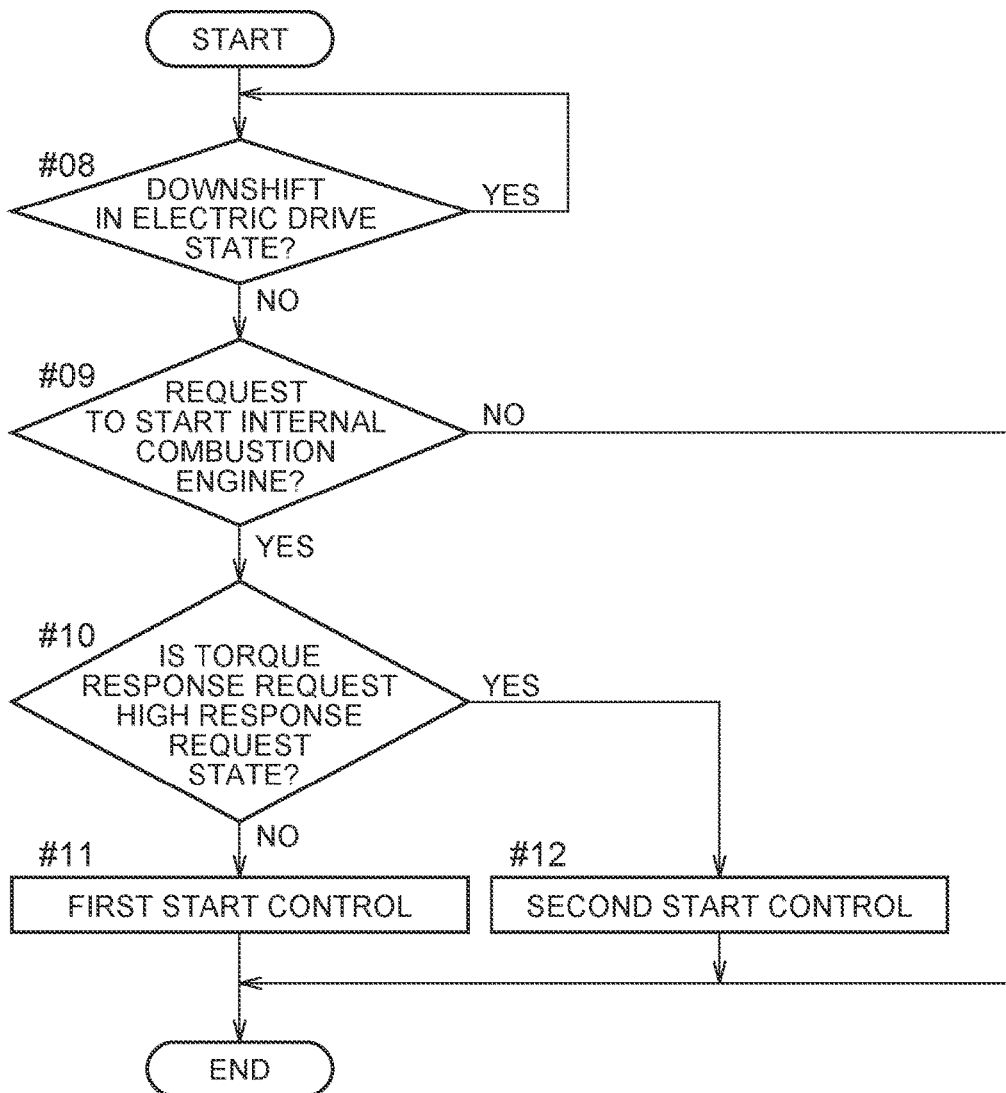 START
#08
DOWNSHIFT
IN ELECTRIC DRIVE
STATE?
YES
NO
#09
REQUEST
TO START INTERNAL
COMBUSTION
ENGINE?
NO
YES
#10
IS TORQUE
RESPONSE REQUEST
HIGH RESPONSE
REQUEST
STATE?
YES
NO
#11
FIRST START CONTROL
#12
SECOND START CONTROL
END